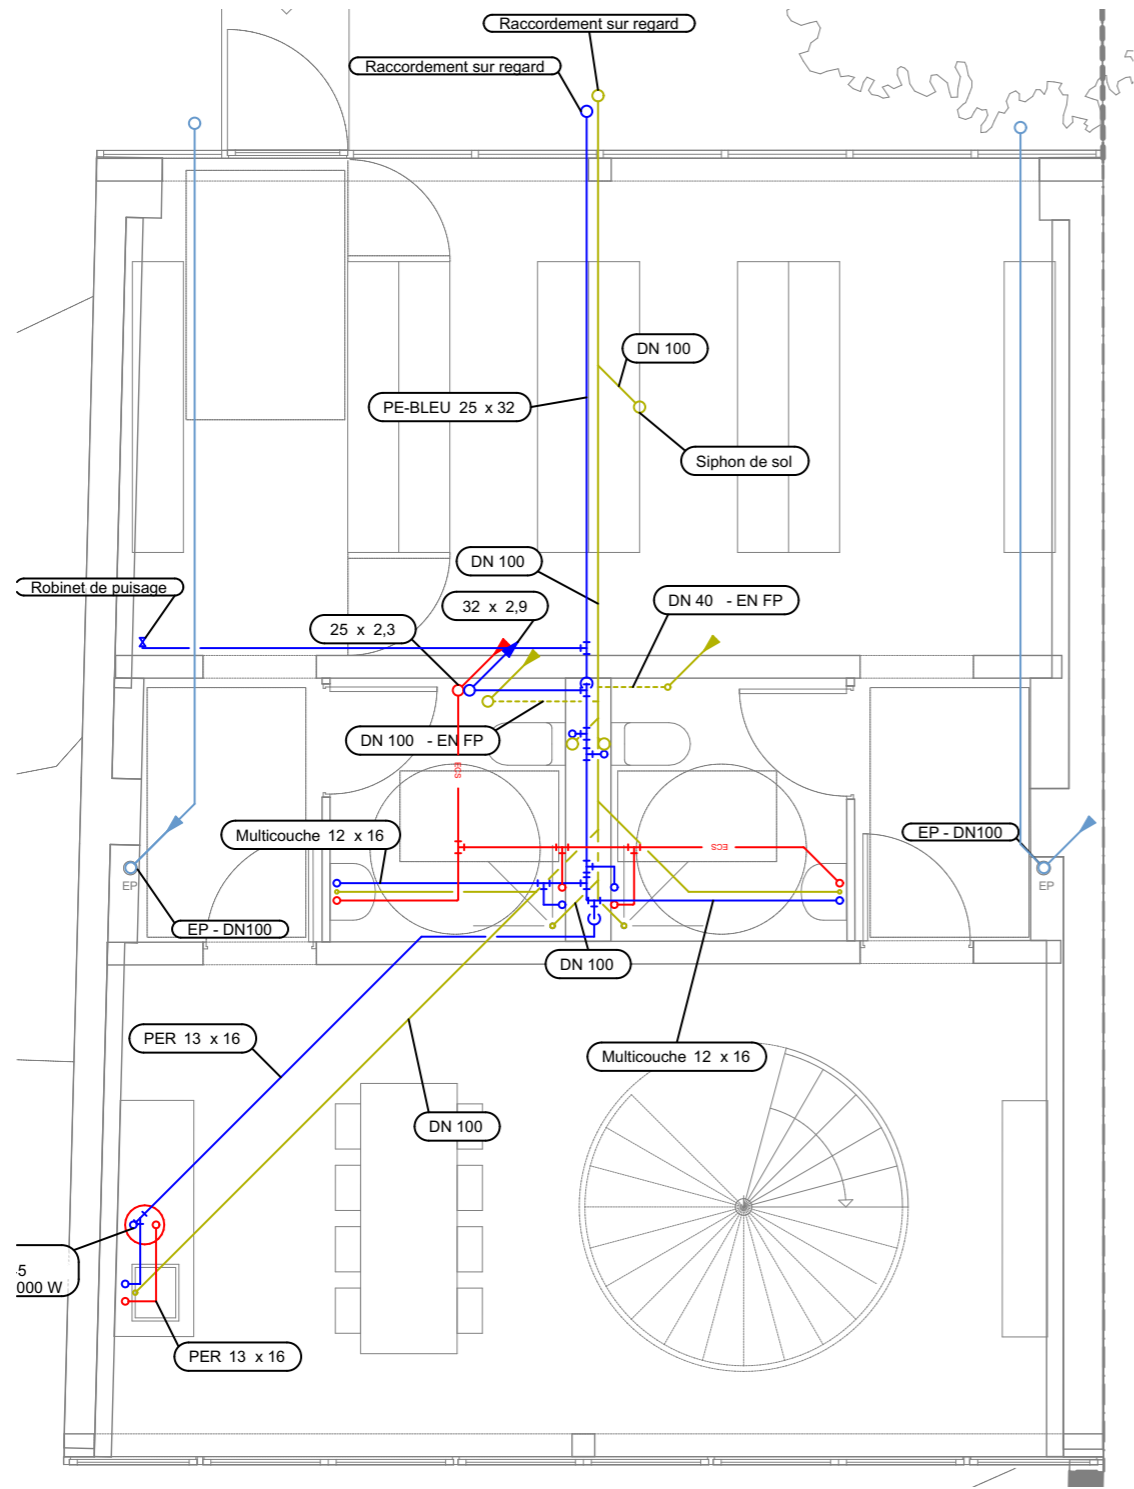 Raccordement sur regard
Raccordement sur regard
DN 100
PE-BLEU 25 x 32
Siphon de sol
DN 100
Robinet de puisage
32 x 2,9
DN 40 - EN FP
25 x 2,3
DN 100 - EN FP
ECS
Multicouche 12 x 16
EP - DN100
ECS
EP
EP
EP - DN100
DN 100
PER 13 x 16
Multicouche 12 x 16
DN 100
5
000 W
PER 13 x 16